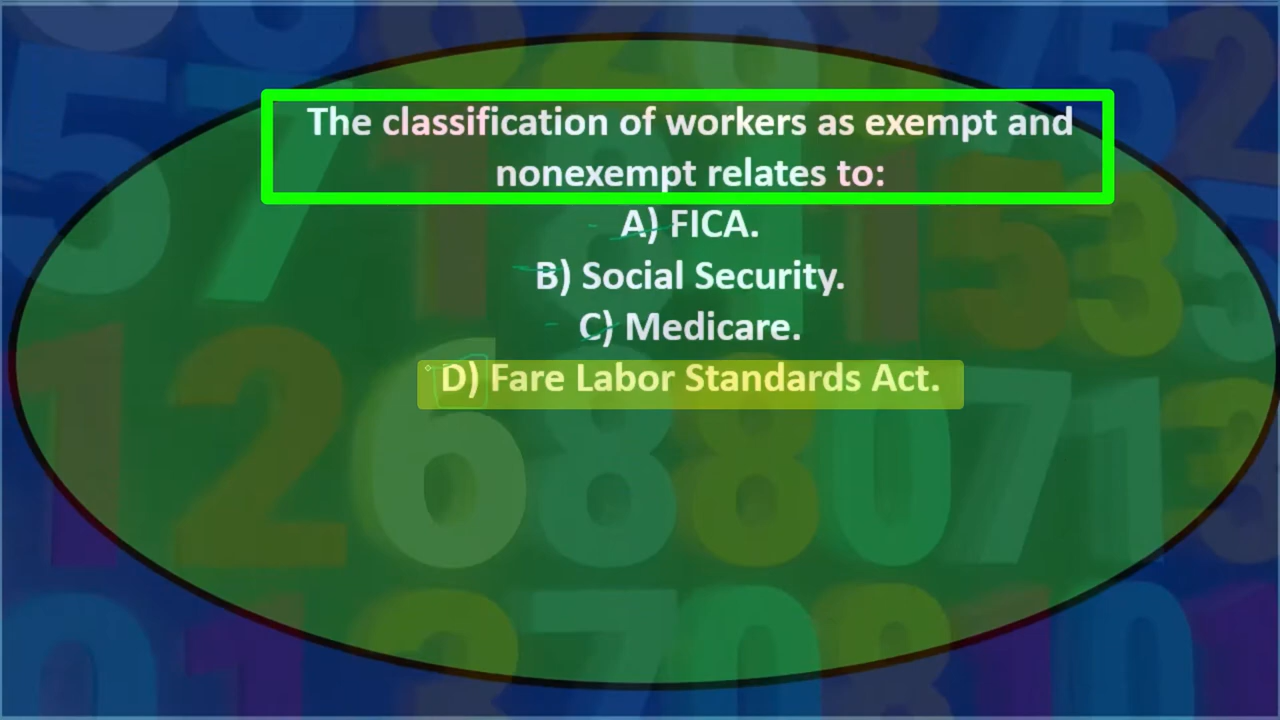 The classification of workers as exempt and
nonexempt relates to:
A) FICA.
B) Social Security.
C) Medicare.
D) Fare Labor Standards Act.